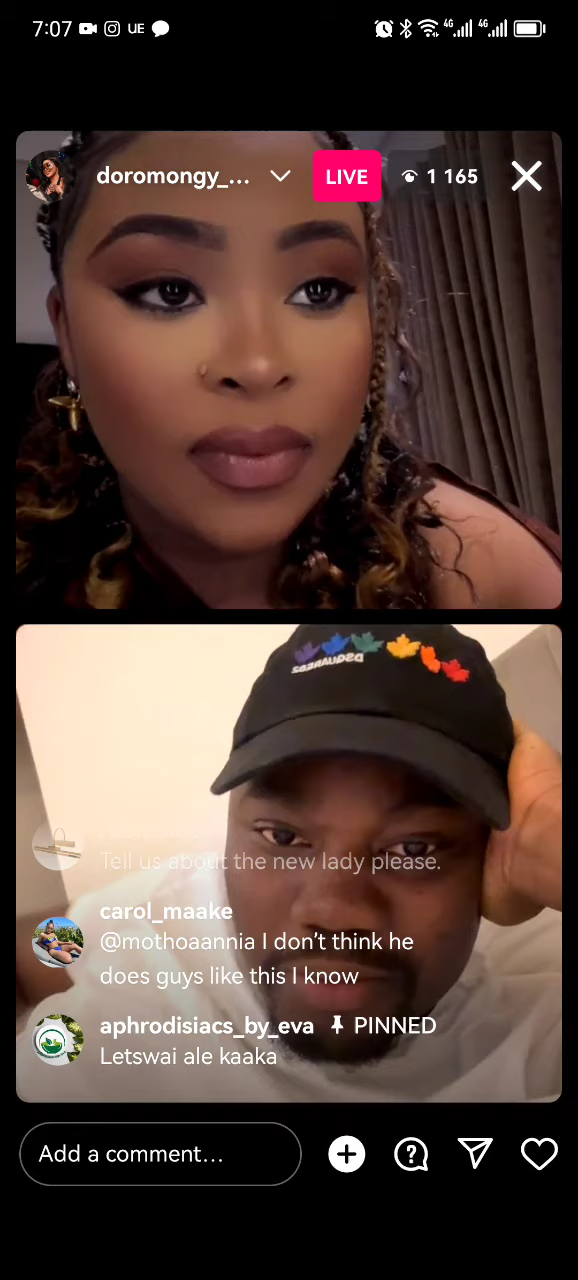 7:07 UE 4G 4G
doromongy_... LIVE 1 165
DSQUARED2
Tell us about the new lady please.
carol_maake
@mothoaannia I don't think he
does guys like this I know
aphrodisiacs_by_eva PINNED
Letswai ale kaaka
Add a comment...